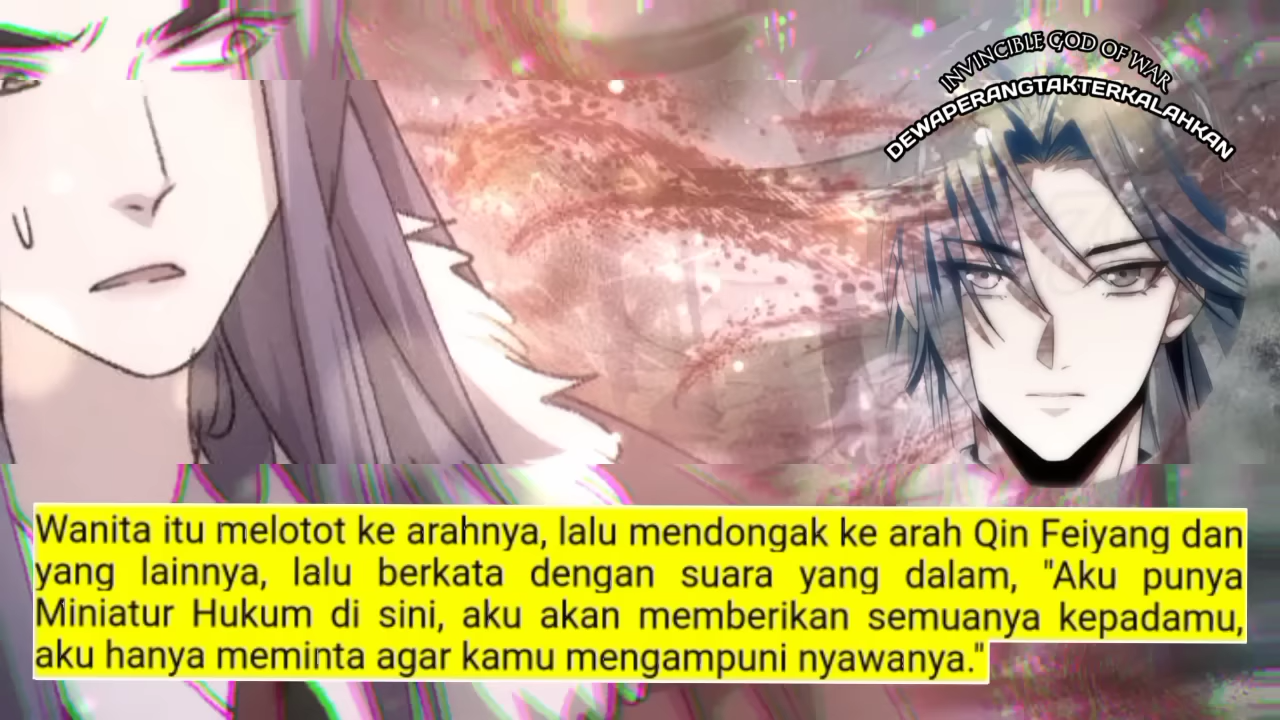 INVINCIBLE GOD OF WAR
DEWAPERANGTAKTERKALAHKAN
Wanita itu melotot ke arahnya, lalu mendongak ke arah Qin Feiyang dan
yang lainnya, lalu berkata dengan suara yang dalam, "Aku punya
Miniatur Hukum di sini, aku akan memberikan semuanya kepadamu,
aku hanya meminta agar kamu mengampuni nyawanya."